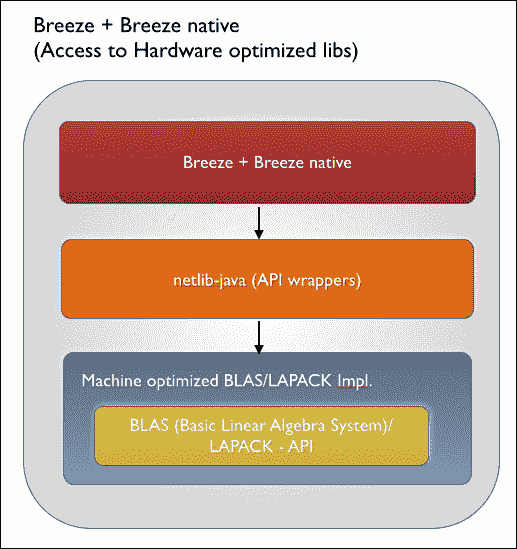 Breeze + Breeze native
(Access to Hardware optimized libs)
Breeze + Breeze native
netlib-java (API wrappers)
Machine optimized BLAS/LAPACK Impl.
BLAS (Basic Linear Algebra System)/
LAPACK - API